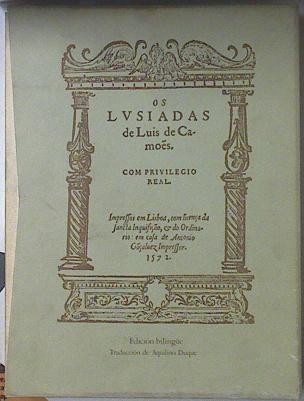 OS
LVSIADAS
de Luis de Ca-
moẽs.
COM PRIVILEGIO
REAL.
Impressos em Lisboa, com licença da
sancta Inquisição, & do Ordina-
rio: em casa de Antonio
Gõçaluez Impressor.
1572.
Edición bilingüe
Traducción de Aquilino Duque